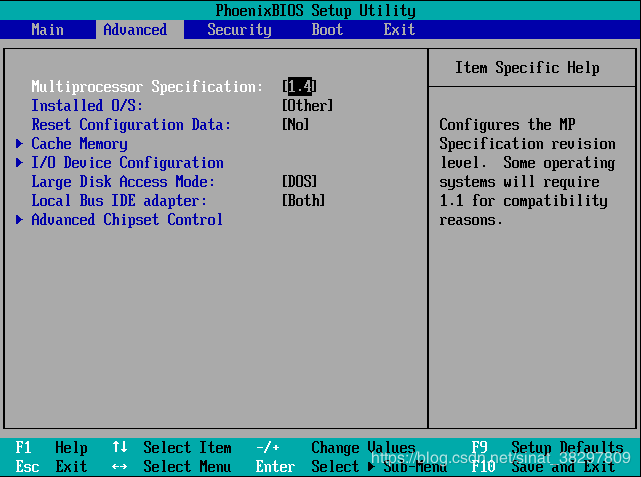 PhoenixBIOS Setup Utility
Main Advanced Security Boot Exit
Item Specific Help
Multiprocessor Specification: [1.4]
Installed O/S: [Other]
Reset Configuration Data: [No]
Cache Memory
I/O Device Configuration
Large Disk Access Mode: [DOS]
Local Bus IDE adapter: [Both]
Advanced Chipset Control
Configures the MP
Specification revision
level. Some operating
systems will require
1.1 for compatibility
reasons.
F1 Help ↑↓ Select Item -/+ Change Values F9 Setup Defaults
Esc Exit ↔ Select Menu Enter Select ▶ Sub-Menu F10 Save and Exit
https://blog.csdn.net/sinat_38297809